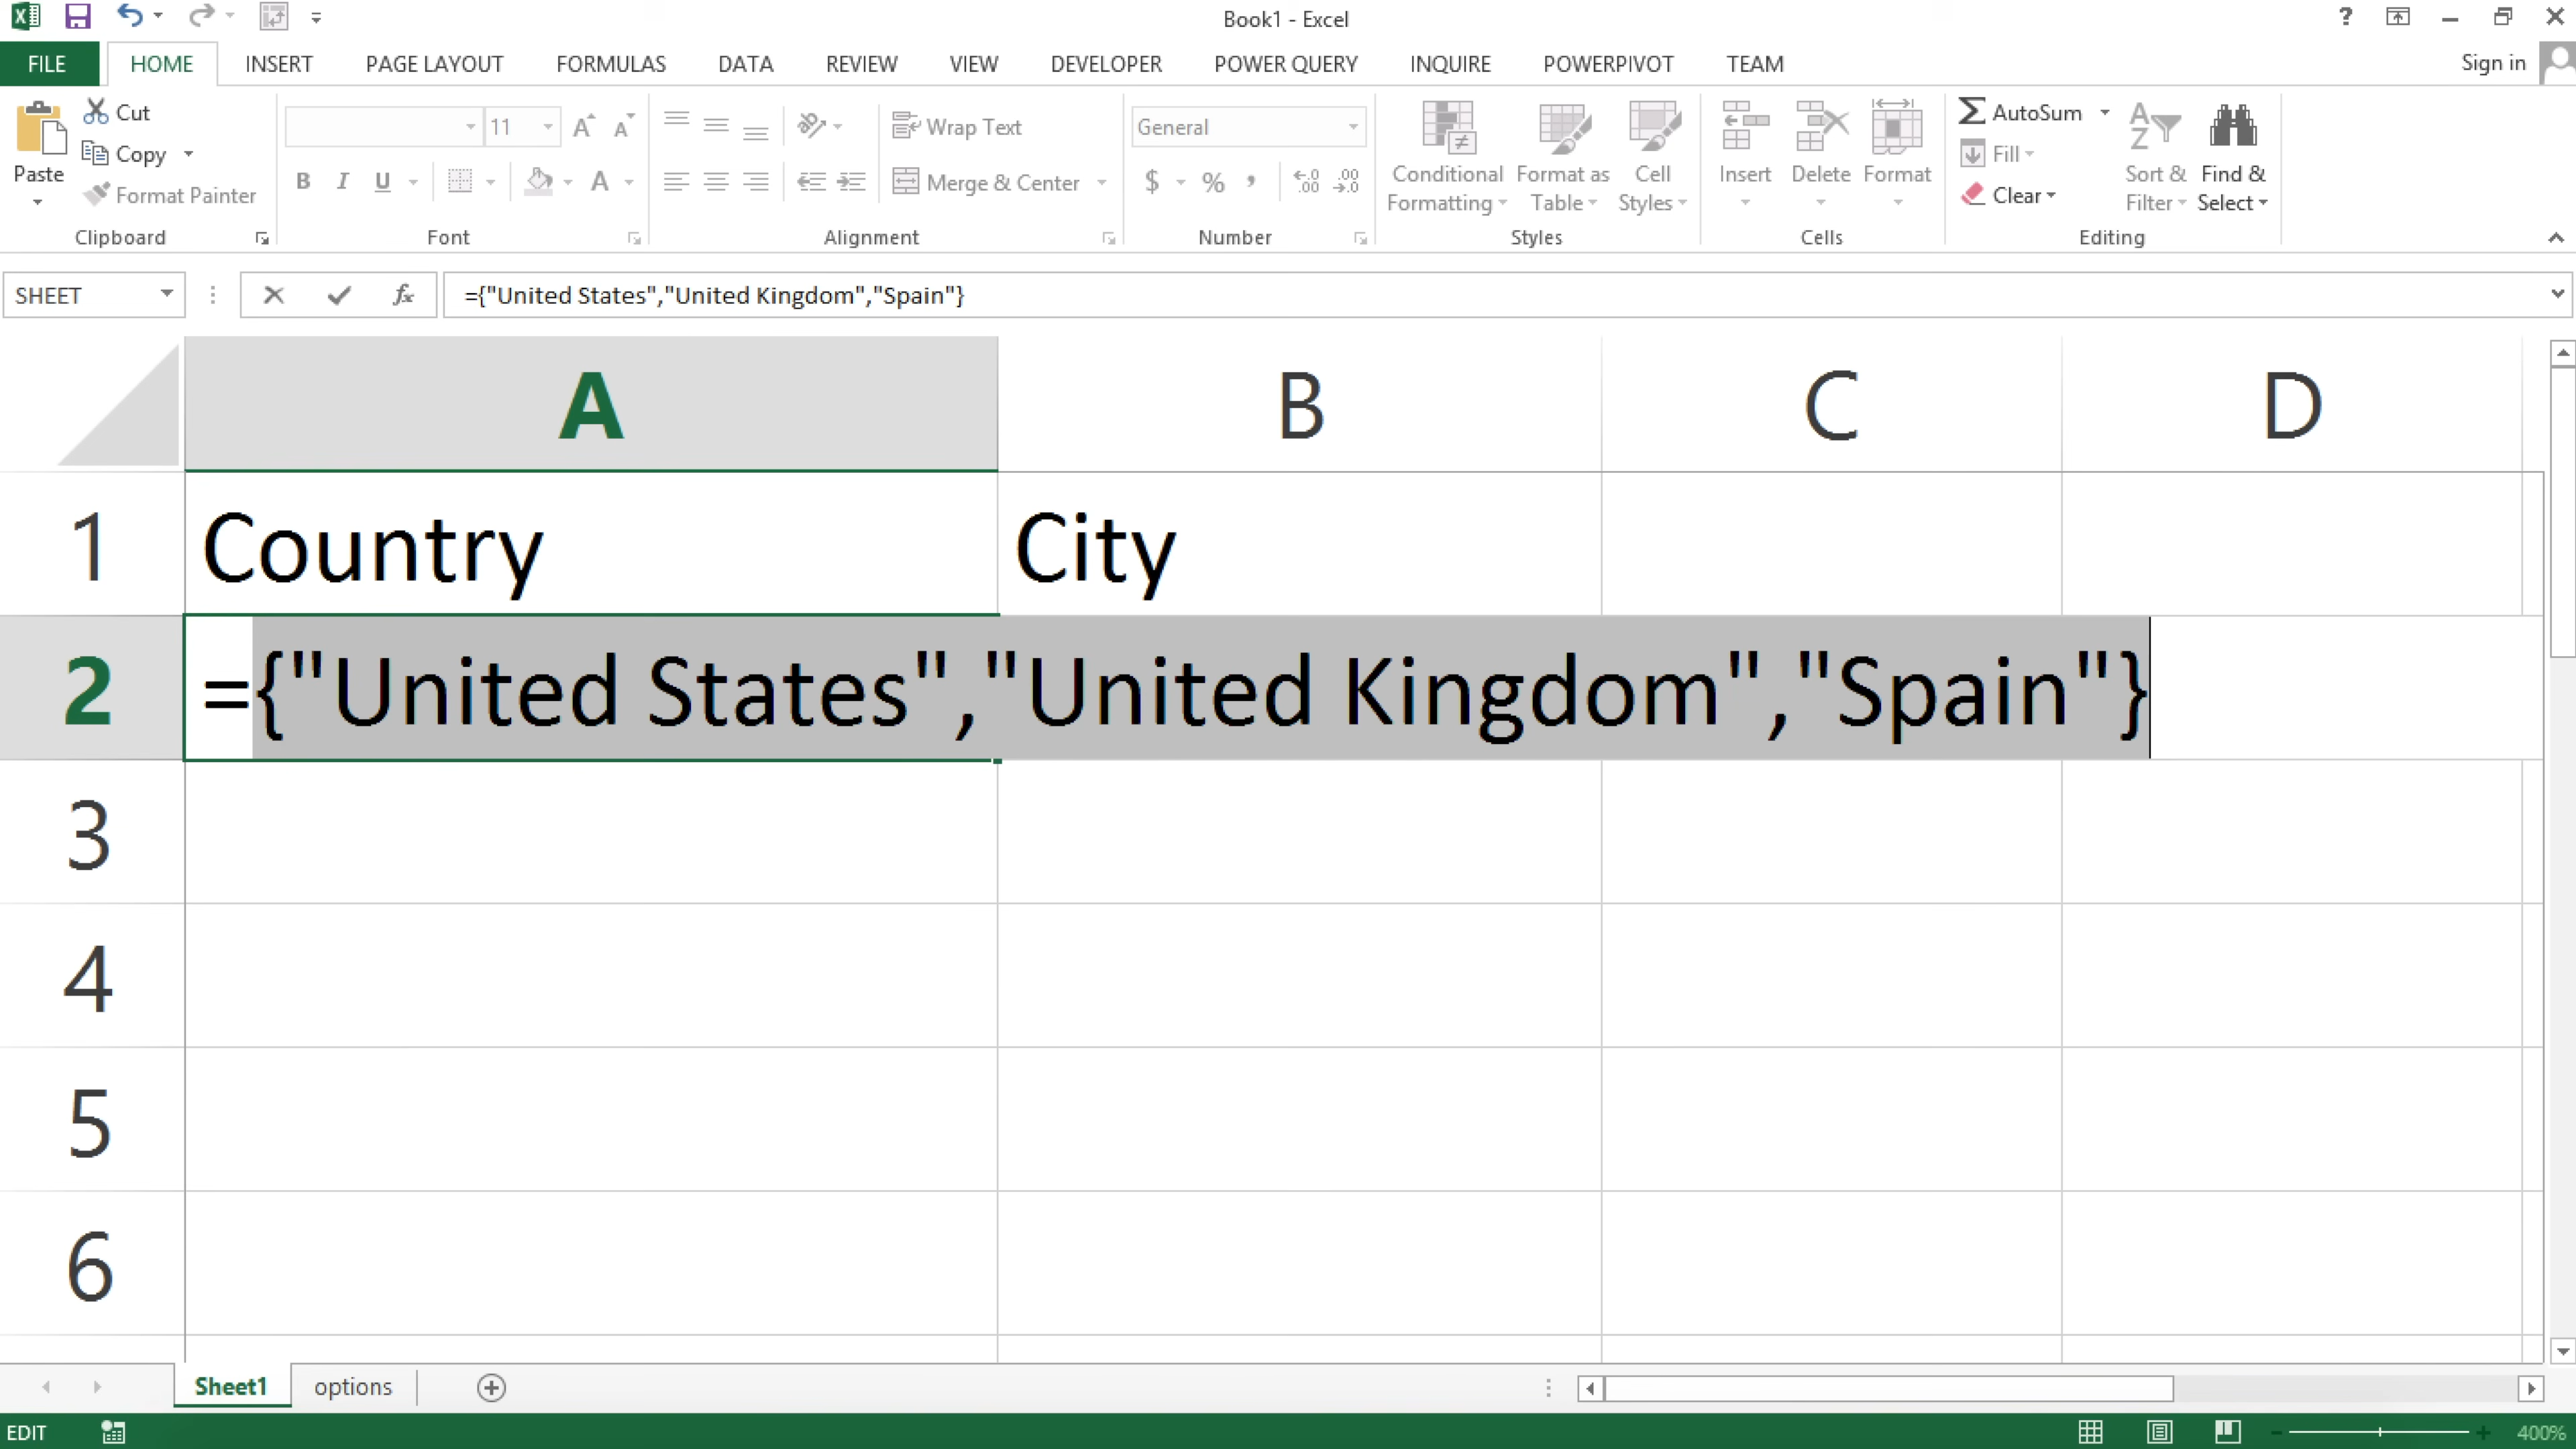 Book1 - Excel
FILE HOME INSERT PAGE LAYOUT FORMULAS DATA REVIEW VIEW DEVELOPER POWER QUERY INQUIRE POWERPIVOT TEAM Sign in
Cut
Copy
Format Painter
Paste
Clipboard
11
B I U A
Font
Wrap Text
Merge & Center
Alignment
General
$ % ,
Number
Conditional Formatting
Format as Table
Cell Styles
Styles
Insert Delete Format
Cells
AutoSum
Fill
Clear
Sort & Filter
Find & Select
Editing
SHEET fx ={"United States","United Kingdom","Spain"}
A B C D
1 Country City
2 ={"United States","United Kingdom","Spain"}
3
4
5
6
Sheet1 options
EDIT 400%